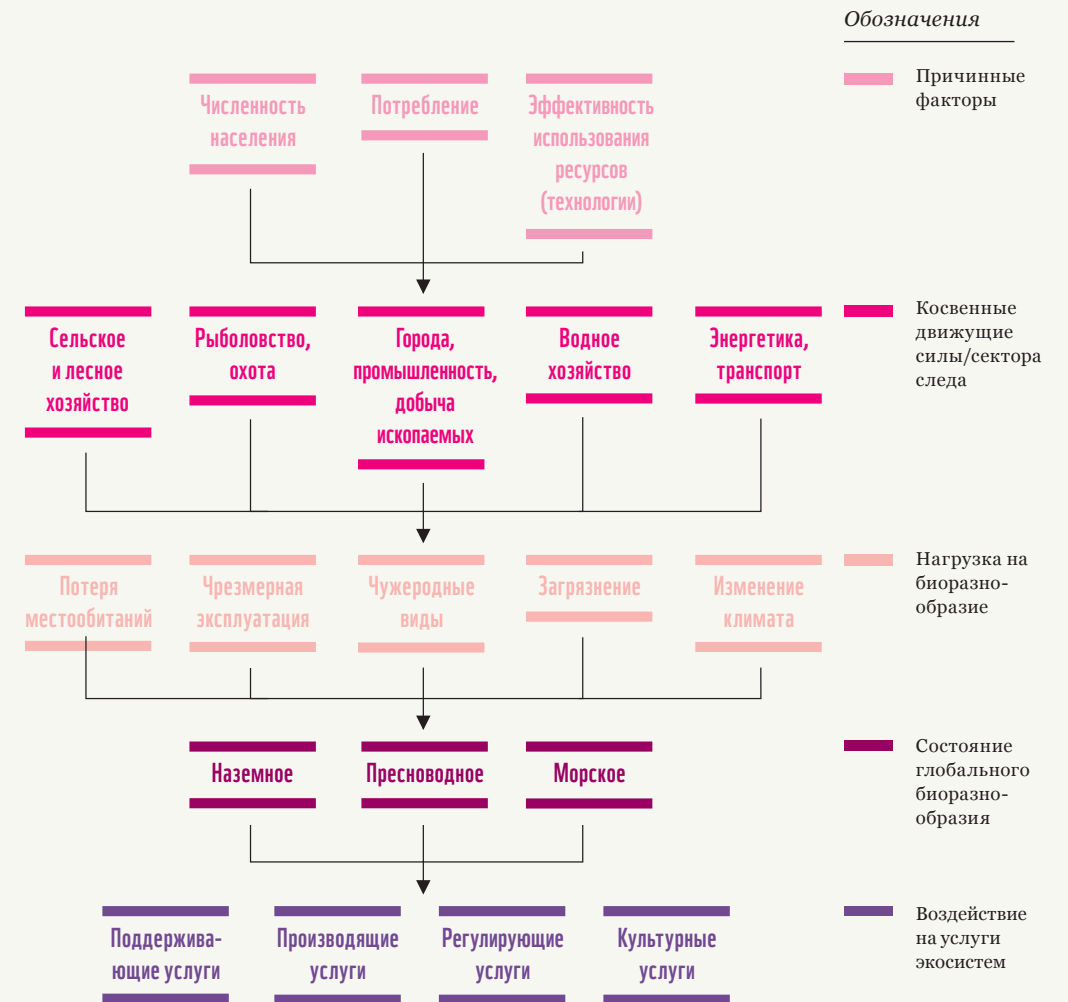 Обозначения
Причинные
факторы
Численность
населения
Потребление
Эффективность
использования
ресурсов
(технологии)
Косвенные
движущие
силы/сектора
следа
Сельское
и лесное
хозяйство
Рыболовство,
охота
Города,
промышленность,
добыча
ископаемых
Водное
хозяйство
Энергетика,
транспорт
Нагрузка на
биоразно-
образие
Потеря
местообитаний
Чрезмерная
эксплуатация
Чужеродные
виды
Загрязнение
Изменение
климата
Состояние
глобального
биоразно-
образия
Наземное
Пресноводное
Морское
Воздействие
на услуги
экосистем
Поддержива-
ющие услуги
Производящие
услуги
Регулирующие
услуги
Культурные
услуги